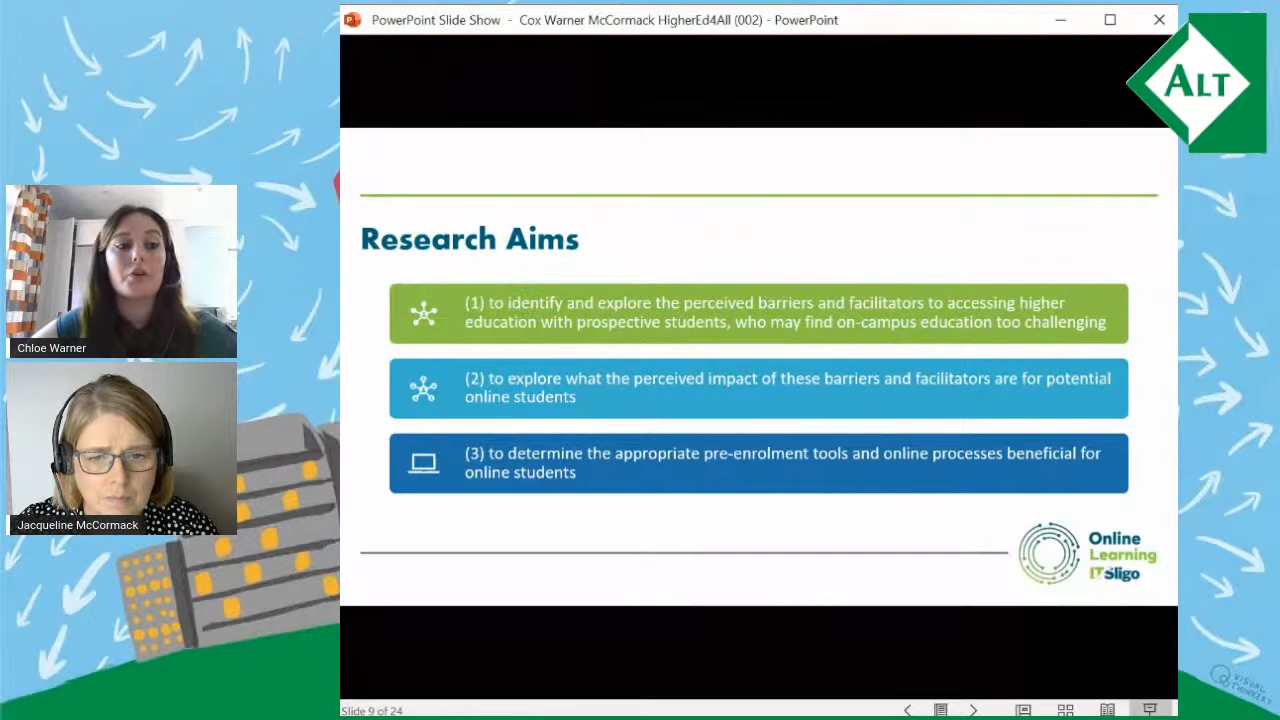 PowerPoint Slide Show - Cox Warner McCormack HigherEd4All (002) - PowerPoint
ALT
Research Aims
(1) to identify and explore the perceived barriers and facilitators to accessing higher
education with prospective students, who may find on-campus education too challenging
(2) to explore what the perceived impact of these barriers and facilitators are for potential
online students
(3) to determine the appropriate pre-enrolment tools and online processes beneficial for
online students
Chloe Warner
Jacqueline McCormack
Online
Learning
IT Sligo
VISUAL
THINKERY
Slide 9 of 24